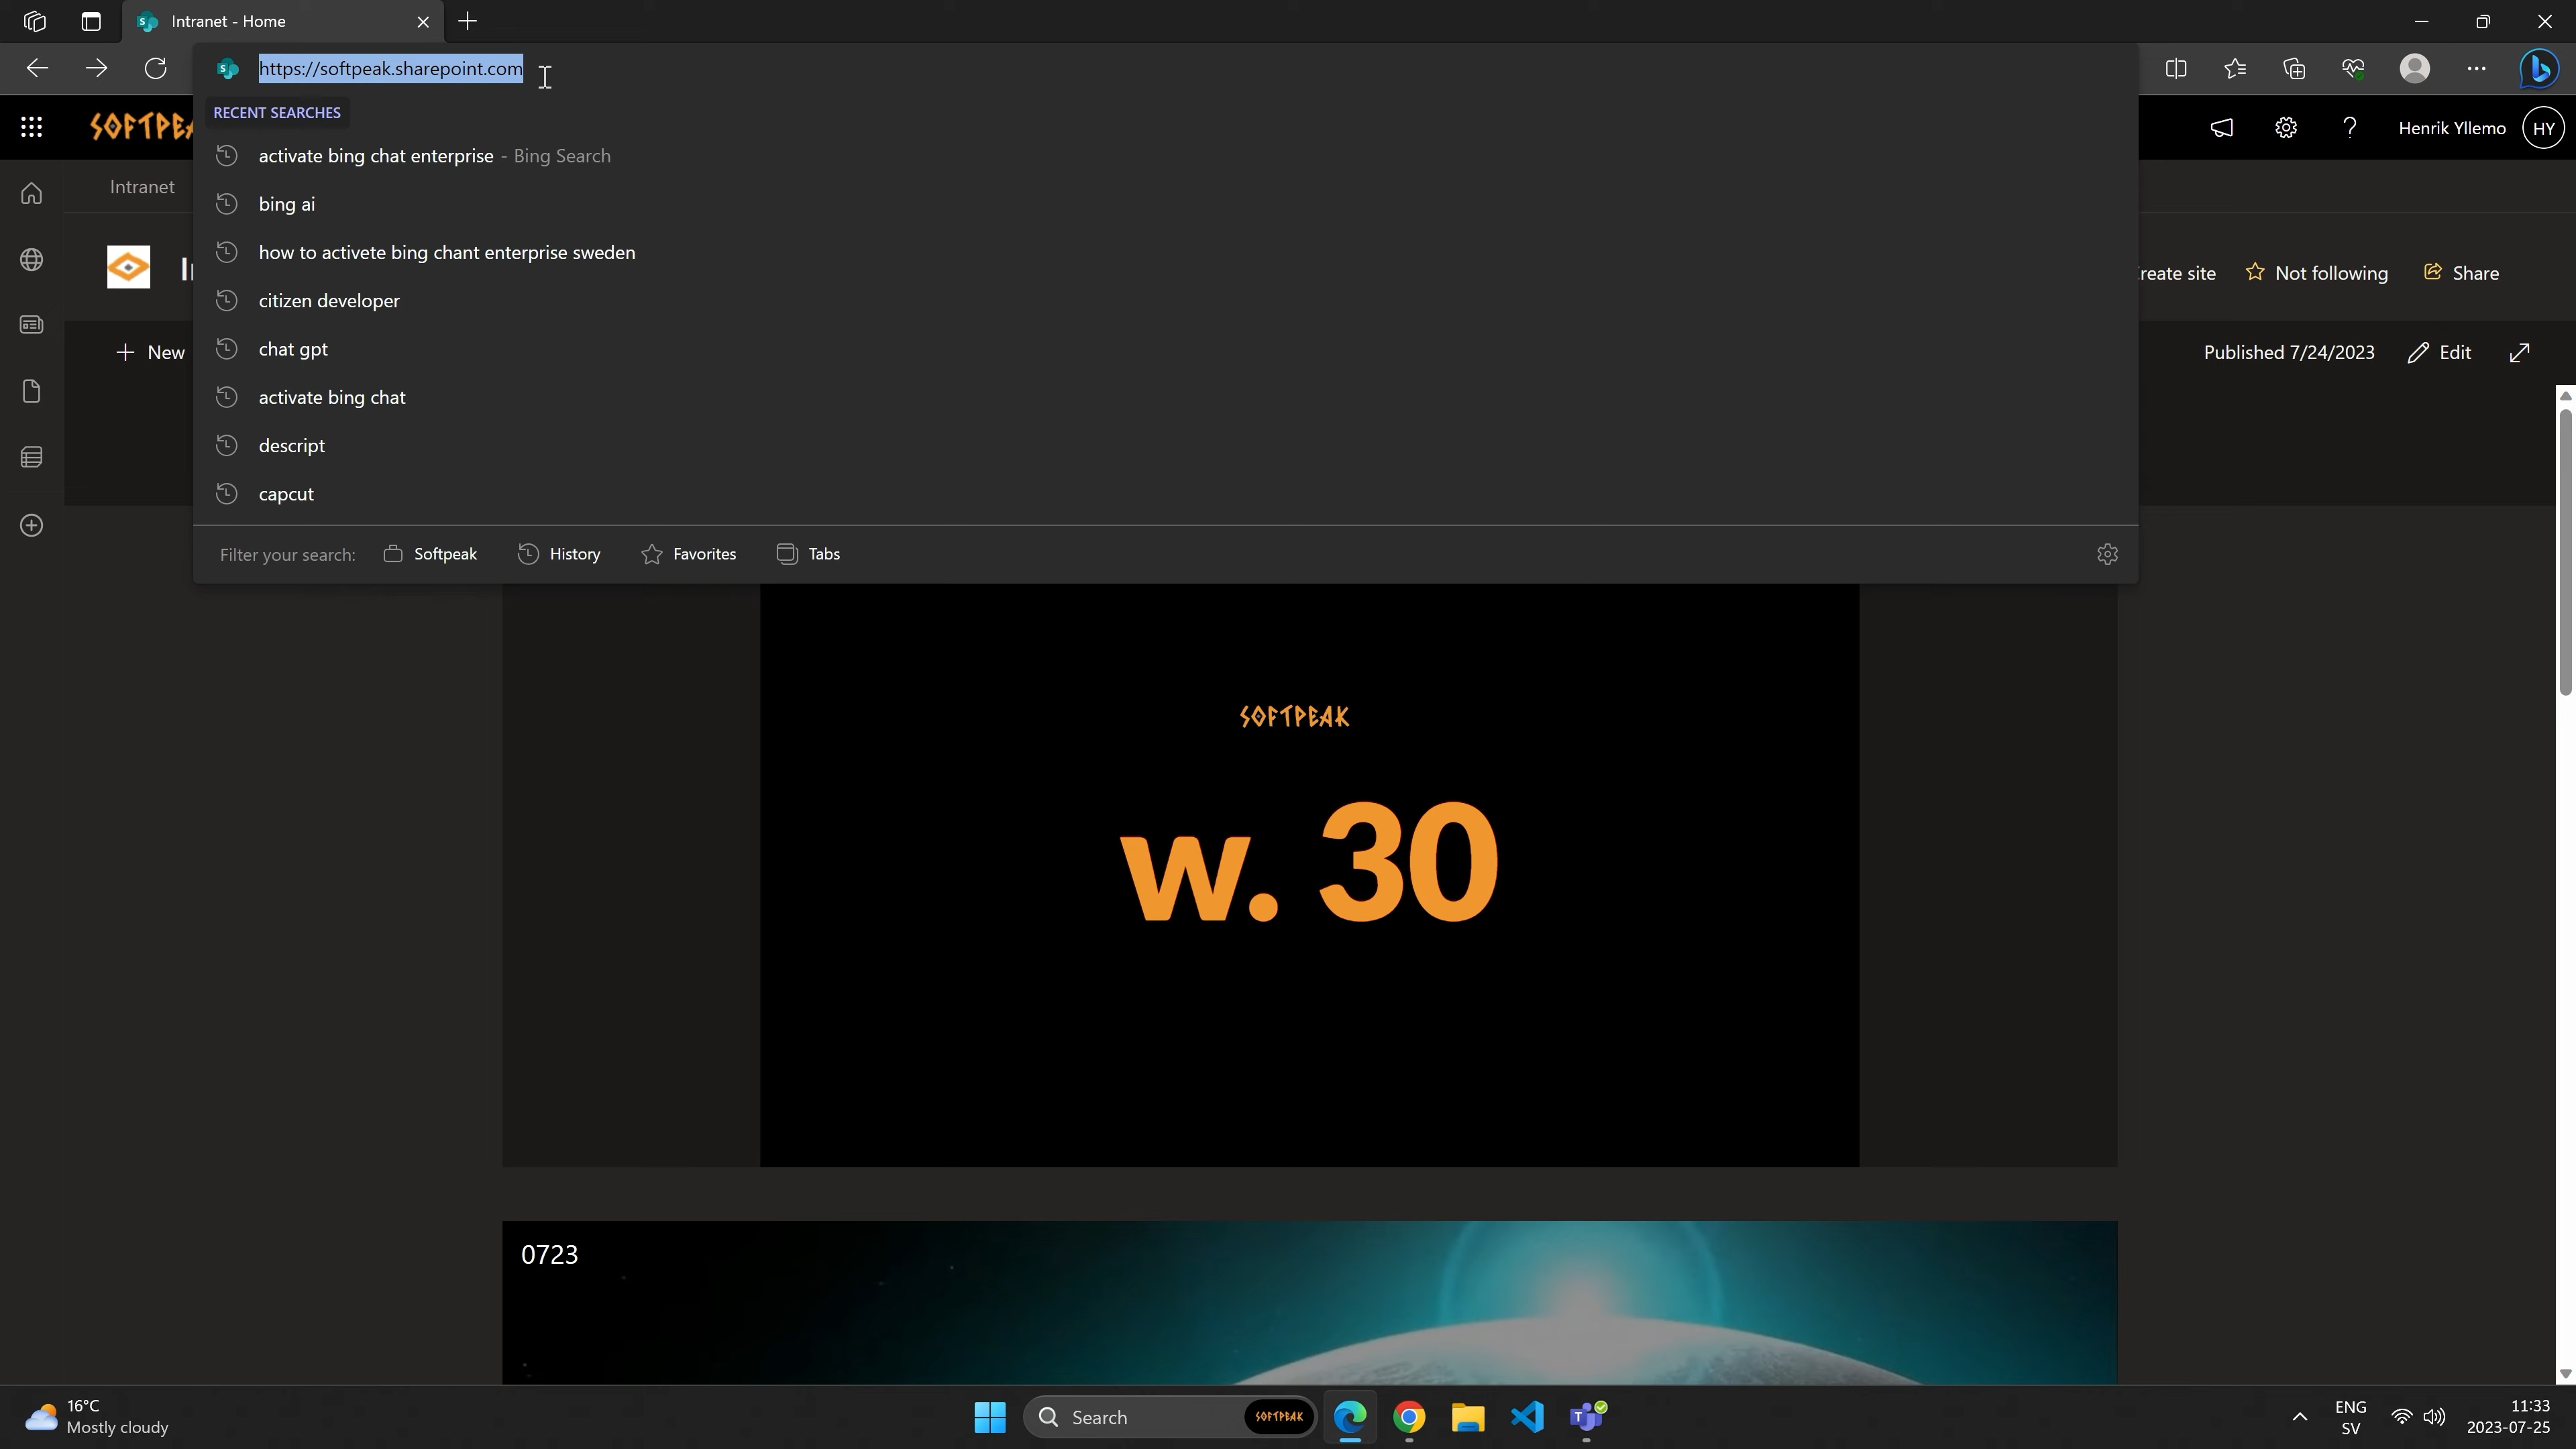 Intranet - Home
https://softpeak.sharepoint.com
RECENT SEARCHES
SOFTPEA
Henrik Yllemo HY
activate bing chat enterprise - Bing Search
Intranet
bing ai
how to activete bing chant enterprise sweden
reate site
Not following
Share
citizen developer
New
chat gpt
Published 7/24/2023
Edit
activate bing chat
descript
capcut
Filter your search:
Softpeak
History
Favorites
Tabs
SOFTPEAK
w. 30
0723
16°C
Mostly cloudy
Search
SOFTPEAK
ENG
SV
11:33
2023-07-25